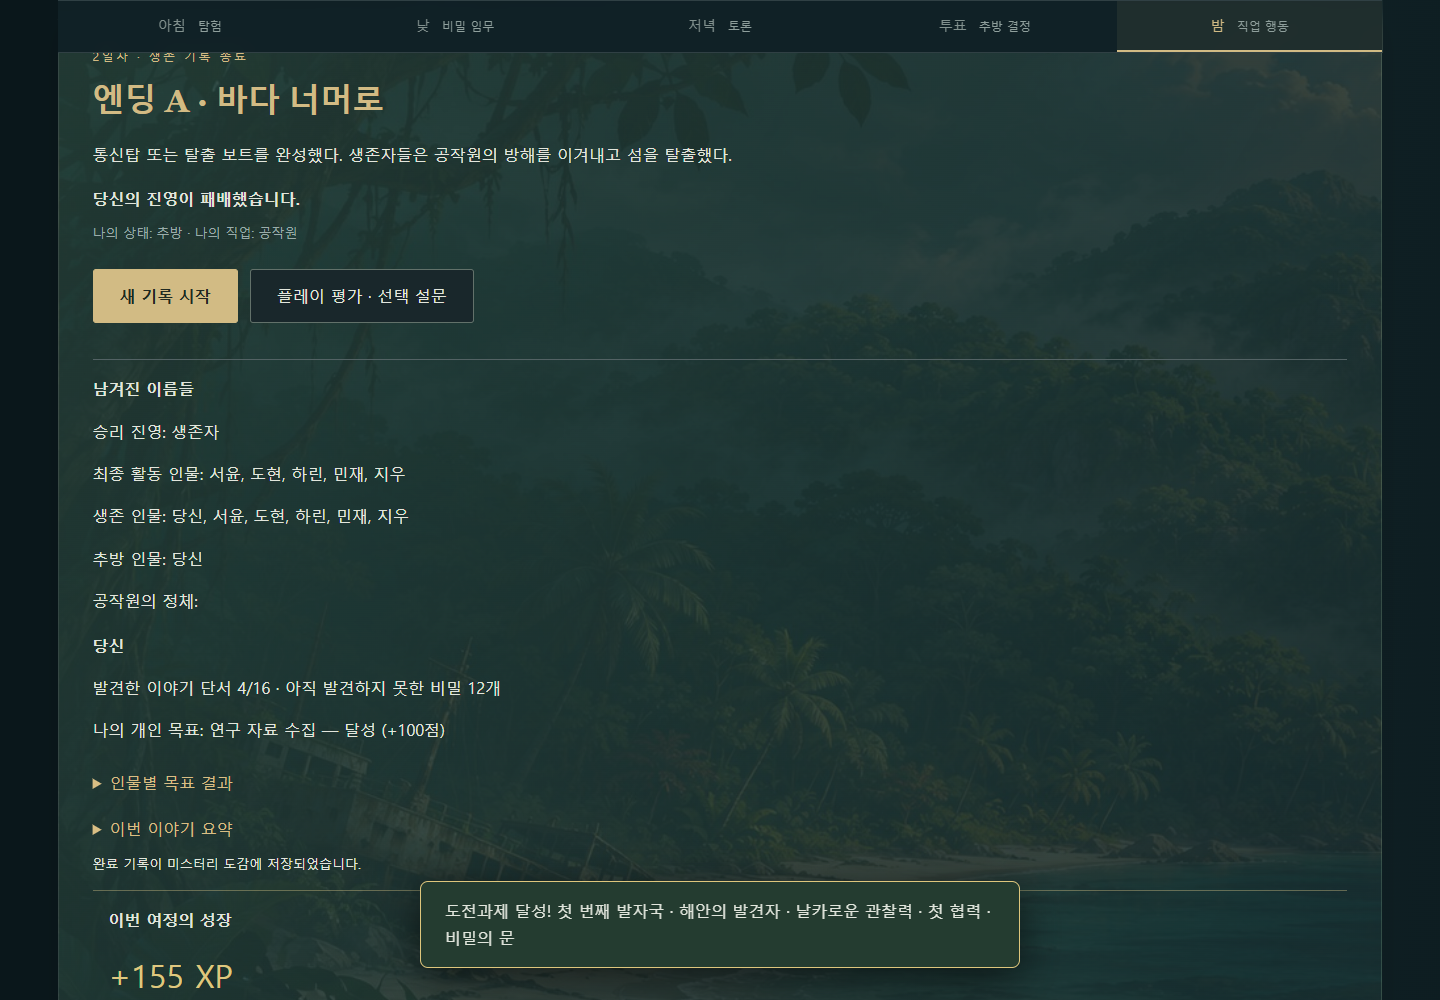 아침 탐험
낮 비밀 임무
저녁 토론
투표 추방 결정
밤 직업 행동
2일차 · 생존 기록 종료
엔딩 A · 바다 너머로
통신탑 또는 탈출 보트를 완성했다. 생존자들은 공작원의 방해를 이겨내고 섬을 탈출했다.
당신의 진영이 패배했습니다.
나의 상태: 추방 · 나의 직업: 공작원
새 기록 시작
플레이 평가 · 선택 설문
남겨진 이름들
승리 진영: 생존자
최종 활동 인물: 서윤, 도현, 하린, 민재, 지우
생존 인물: 당신, 서윤, 도현, 하린, 민재, 지우
추방 인물: 당신
공작원의 정체:
당신
발견한 이야기 단서 4/16 · 아직 발견하지 못한 비밀 12개
나의 개인 목표: 연구 자료 수집 — 달성 (+100점)
▶ 인물별 목표 결과
▶ 이번 이야기 요약
완료 기록이 미스터리 도감에 저장되었습니다.
이번 여정의 성장
+155 XP
도전과제 달성! 첫 번째 발자국 · 해안의 발견자 · 날카로운 관찰력 · 첫 협력 ·
비밀의 문